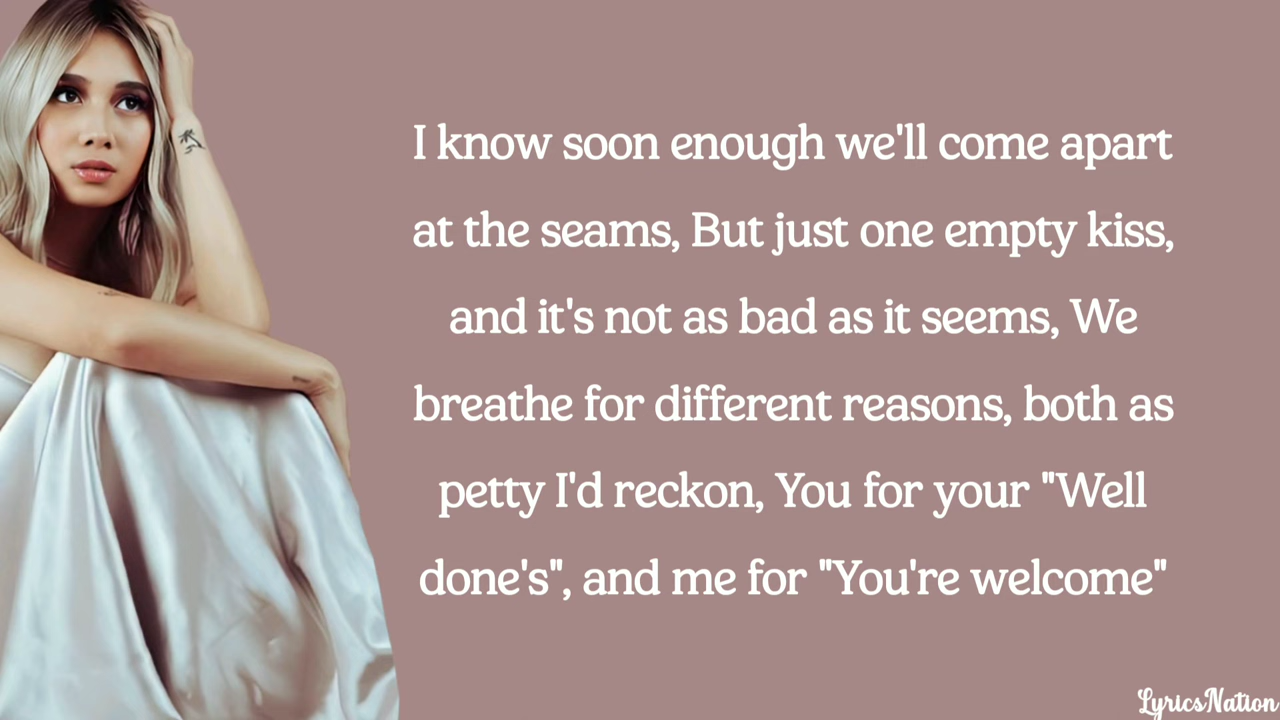 I know soon enough we'll come apart
at the seams, But just one empty kiss,
and it's not as bad as it seems, We
breathe for different reasons, both as
petty I'd reckon, You for your "Well
done's", and me for "You're welcome"
LyricsNation